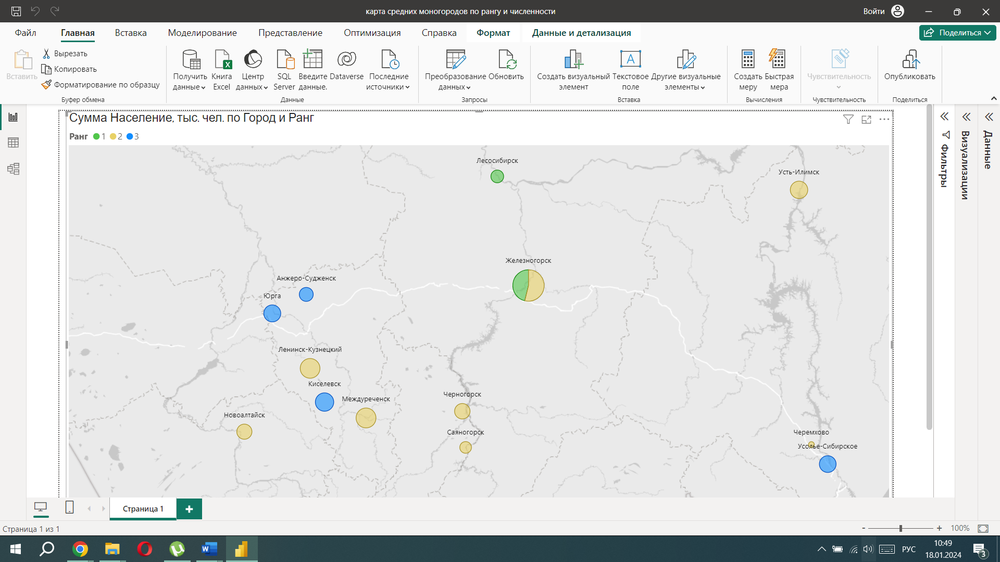 карта средних моногородов по рангу и численности
Войти
Файл
Главная
Вставка
Моделирование
Представление
Оптимизация
Справка
Формат
Данные и детализация
Поделиться
Вставить
Вырезать
Копировать
Форматирование по образцу
Буфер обмена
Получить данные
Книга Excel
Центр данных
SQL Server
Введите данные.
Dataverse
Последние источники
Данные
Преобразование данных
Обновить
Запросы
Создать визуальный элемент
A
Текстовое поле
Другие визуальные элементы
Вставка
Создать меру
Быстрая мера
Вычисления
Чувствительность
Чувствительность
Опубликовать
Поделиться
Сумма Население, тыс. чел. по Город и Ранг
Ранг 1 2 3
Лесосибирск
Усть-Илимск
Железногорск
Анжеро-Судженск
Юрга
Ленинск-Кузнецкий
Киселевск
Междуреченск
Черногорск
Новоалтайск
Саяногорск
Черемхово
Усолье-Сибирское
Фильтры
Визуализации
Данные
Страница 1
Страница 1 из 1
- + 100%
РУС
10:49
18.01.2024
3